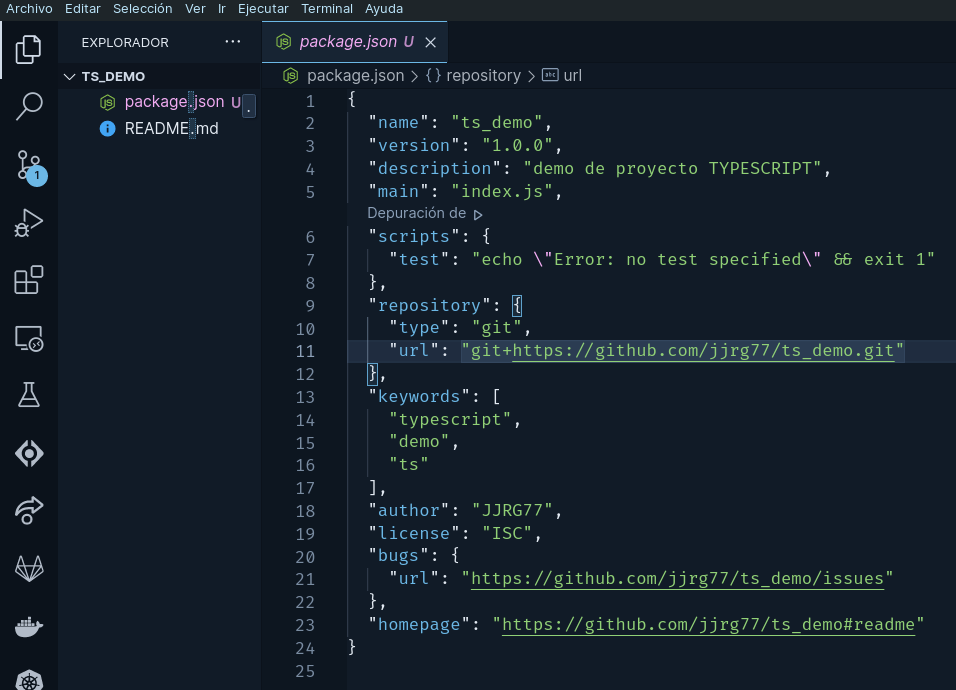 Archivo Editar Selección Ver Ir Ejecutar Terminal Ayuda
EXPLORADOR ···
package.json U
TS_DEMO
package.json U
README.md
1
package.json > {} repository > abc url
1 {
2 "name": "ts_demo",
3 "version": "1.0.0",
4 "description": "demo de proyecto TYPESCRIPT",
5 "main": "index.js",
Depuración de
6 "scripts": {
7 "test": "echo \"Error: no test specified\" && exit 1"
8 },
9 "repository": {
10 "type": "git",
11 "url": "git+https://github.com/jjrg77/ts_demo.git"
12 },
13 "keywords": [
14 "typescript",
15 "demo",
16 "ts"
17 ],
18 "author": "JJRG77",
19 "license": "ISC",
20 "bugs": {
21 "url": "https://github.com/jjrg77/ts_demo/issues"
22 },
23 "homepage": "https://github.com/jjrg77/ts_demo#readme"
24 }
25